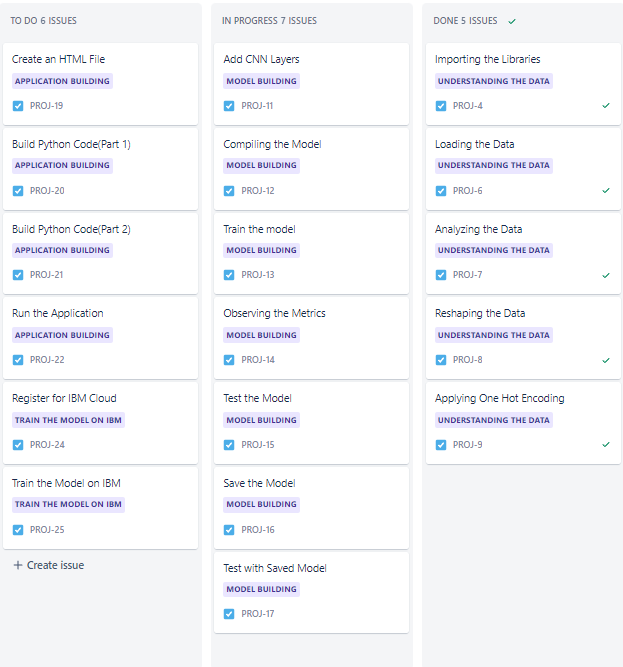 TO DO 6 ISSUES
Create an HTML File
APPLICATION BUILDING
PROJ-19
Build Python Code(Part 1)
APPLICATION BUILDING
PROJ-20
Build Python Code(Part 2)
APPLICATION BUILDING
PROJ-21
Run the Application
APPLICATION BUILDING
PROJ-22
Register for IBM Cloud
TRAIN THE MODEL ON IBM
PROJ-24
Train the Model on IBM
TRAIN THE MODEL ON IBM
PROJ-25
+ Create issue
IN PROGRESS 7 ISSUES
Add CNN Layers
MODEL BUILDING
PROJ-11
Compiling the Model
MODEL BUILDING
PROJ-12
Train the model
MODEL BUILDING
PROJ-13
Observing the Metrics
MODEL BUILDING
PROJ-14
Test the Model
MODEL BUILDING
PROJ-15
Save the Model
MODEL BUILDING
PROJ-16
Test with Saved Model
MODEL BUILDING
PROJ-17
DONE 5 ISSUES
Importing the Libraries
UNDERSTANDING THE DATA
PROJ-4
Loading the Data
UNDERSTANDING THE DATA
PROJ-6
Analyzing the Data
UNDERSTANDING THE DATA
PROJ-7
Reshaping the Data
UNDERSTANDING THE DATA
PROJ-8
Applying One Hot Encoding
UNDERSTANDING THE DATA
PROJ-9